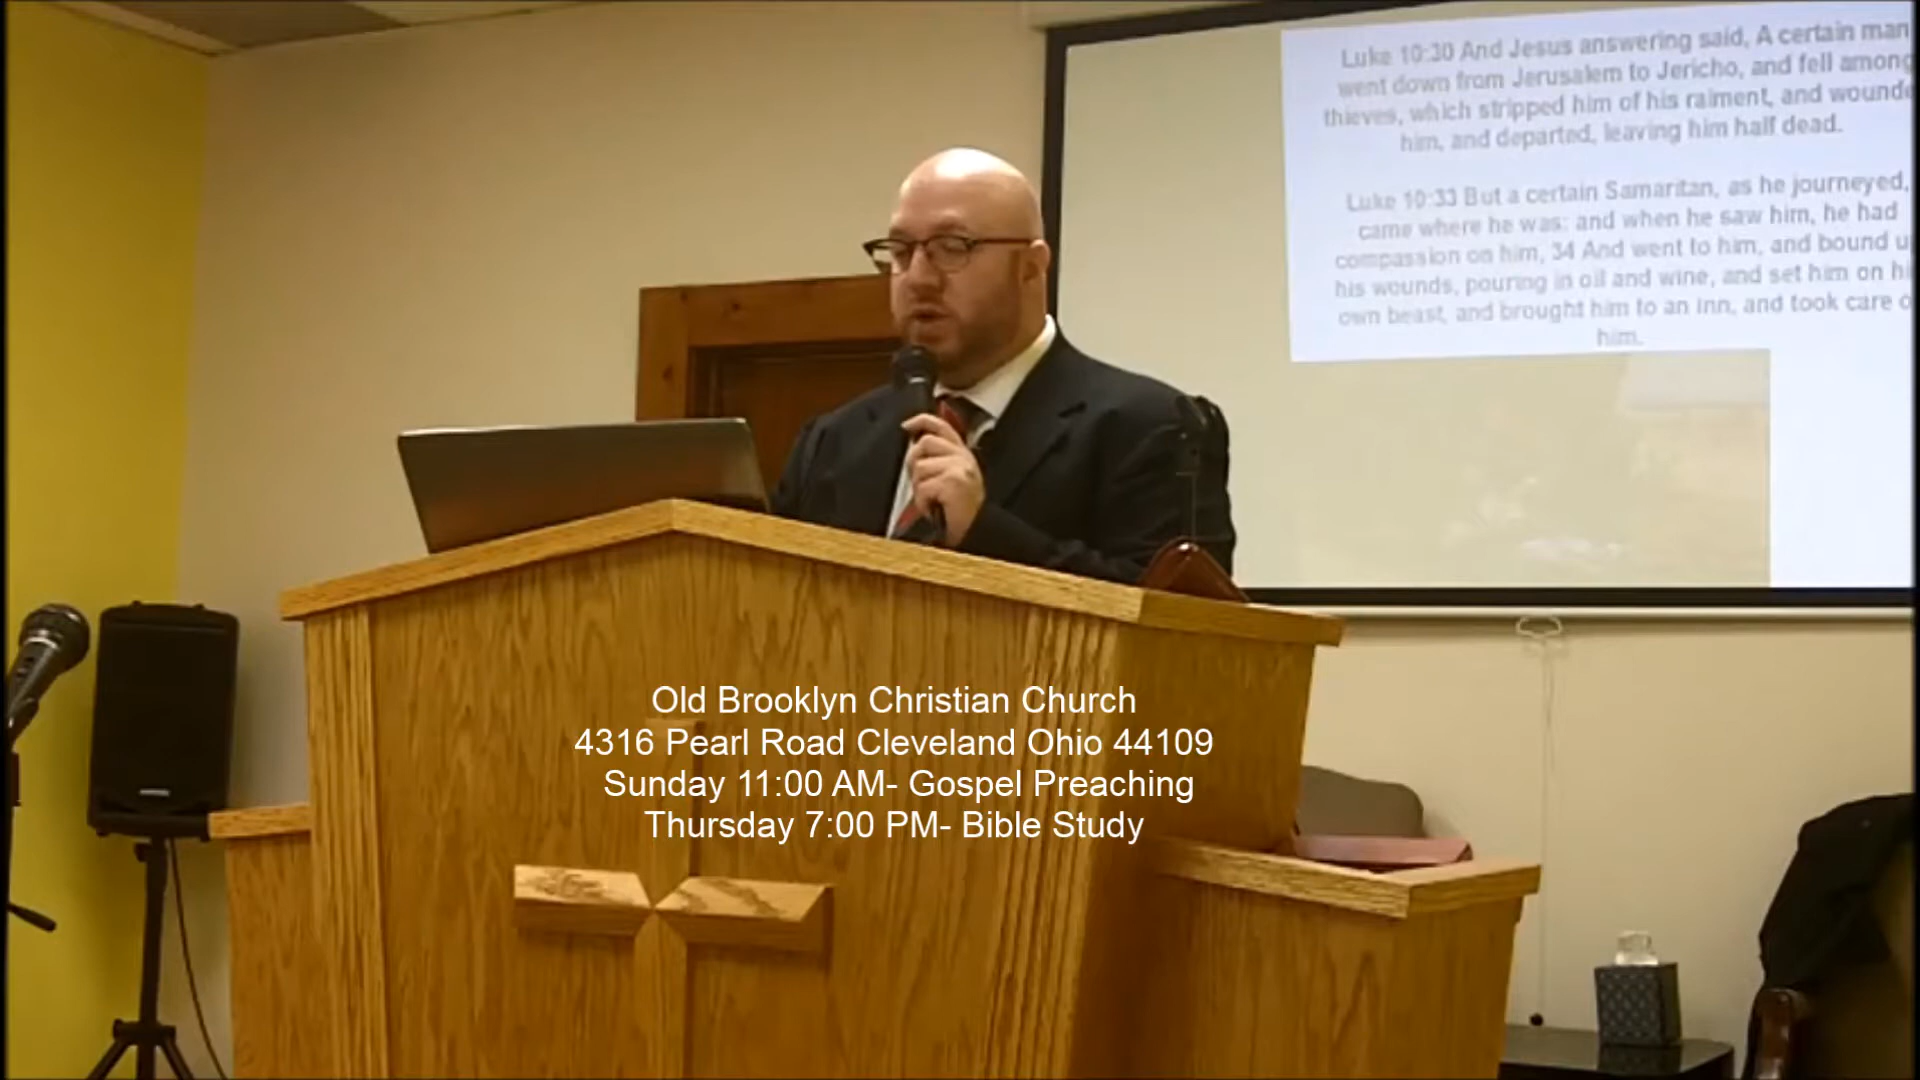 Luke 10:30 And Jesus answering said, A certain man
went down from Jerusalem to Jericho, and fell among
thieves, which stripped him of his raiment, and wounde
him, and departed, leaving him half dead.
Luke 10:33 But a certain Samaritan, as he journeyed,
came where he was: and when he saw him, he had
compassion on him, 34 And went to him, and bound u
his wounds, pouring in oil and wine, and set him on hi
own beast, and brought him to an inn, and took care o
him.
Old Brooklyn Christian Church
4316 Pearl Road Cleveland Ohio 44109
Sunday 11:00 AM- Gospel Preaching
Thursday 7:00 PM- Bible Study